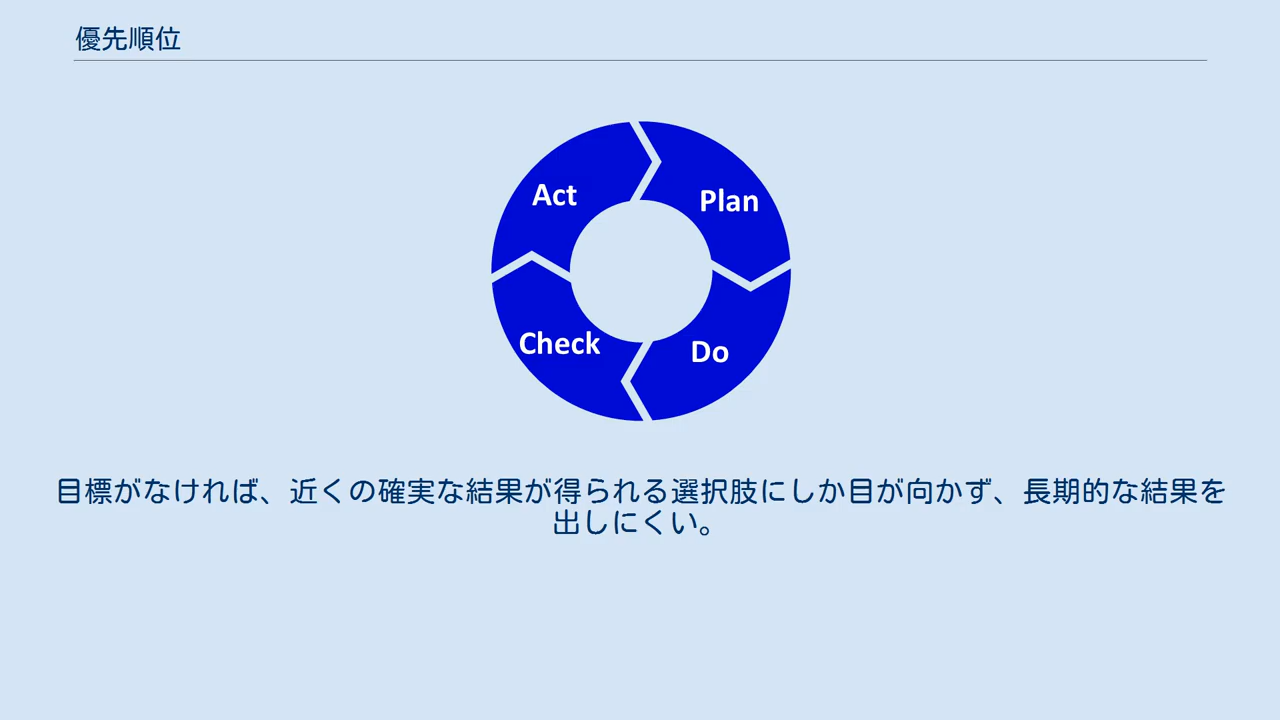 優先順位
Act
Plan
Check
Do
目標がなければ、近くの確実な結果が得られる選択肢にしか目が向かず、長期的な結果を
出しにくい。